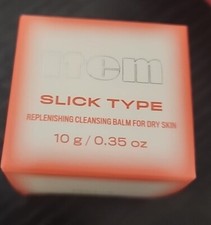 SLICK TYPE
REPLENISHING CLEANSING BALM FOR DRY SKIN
10 g / 0.35 oz